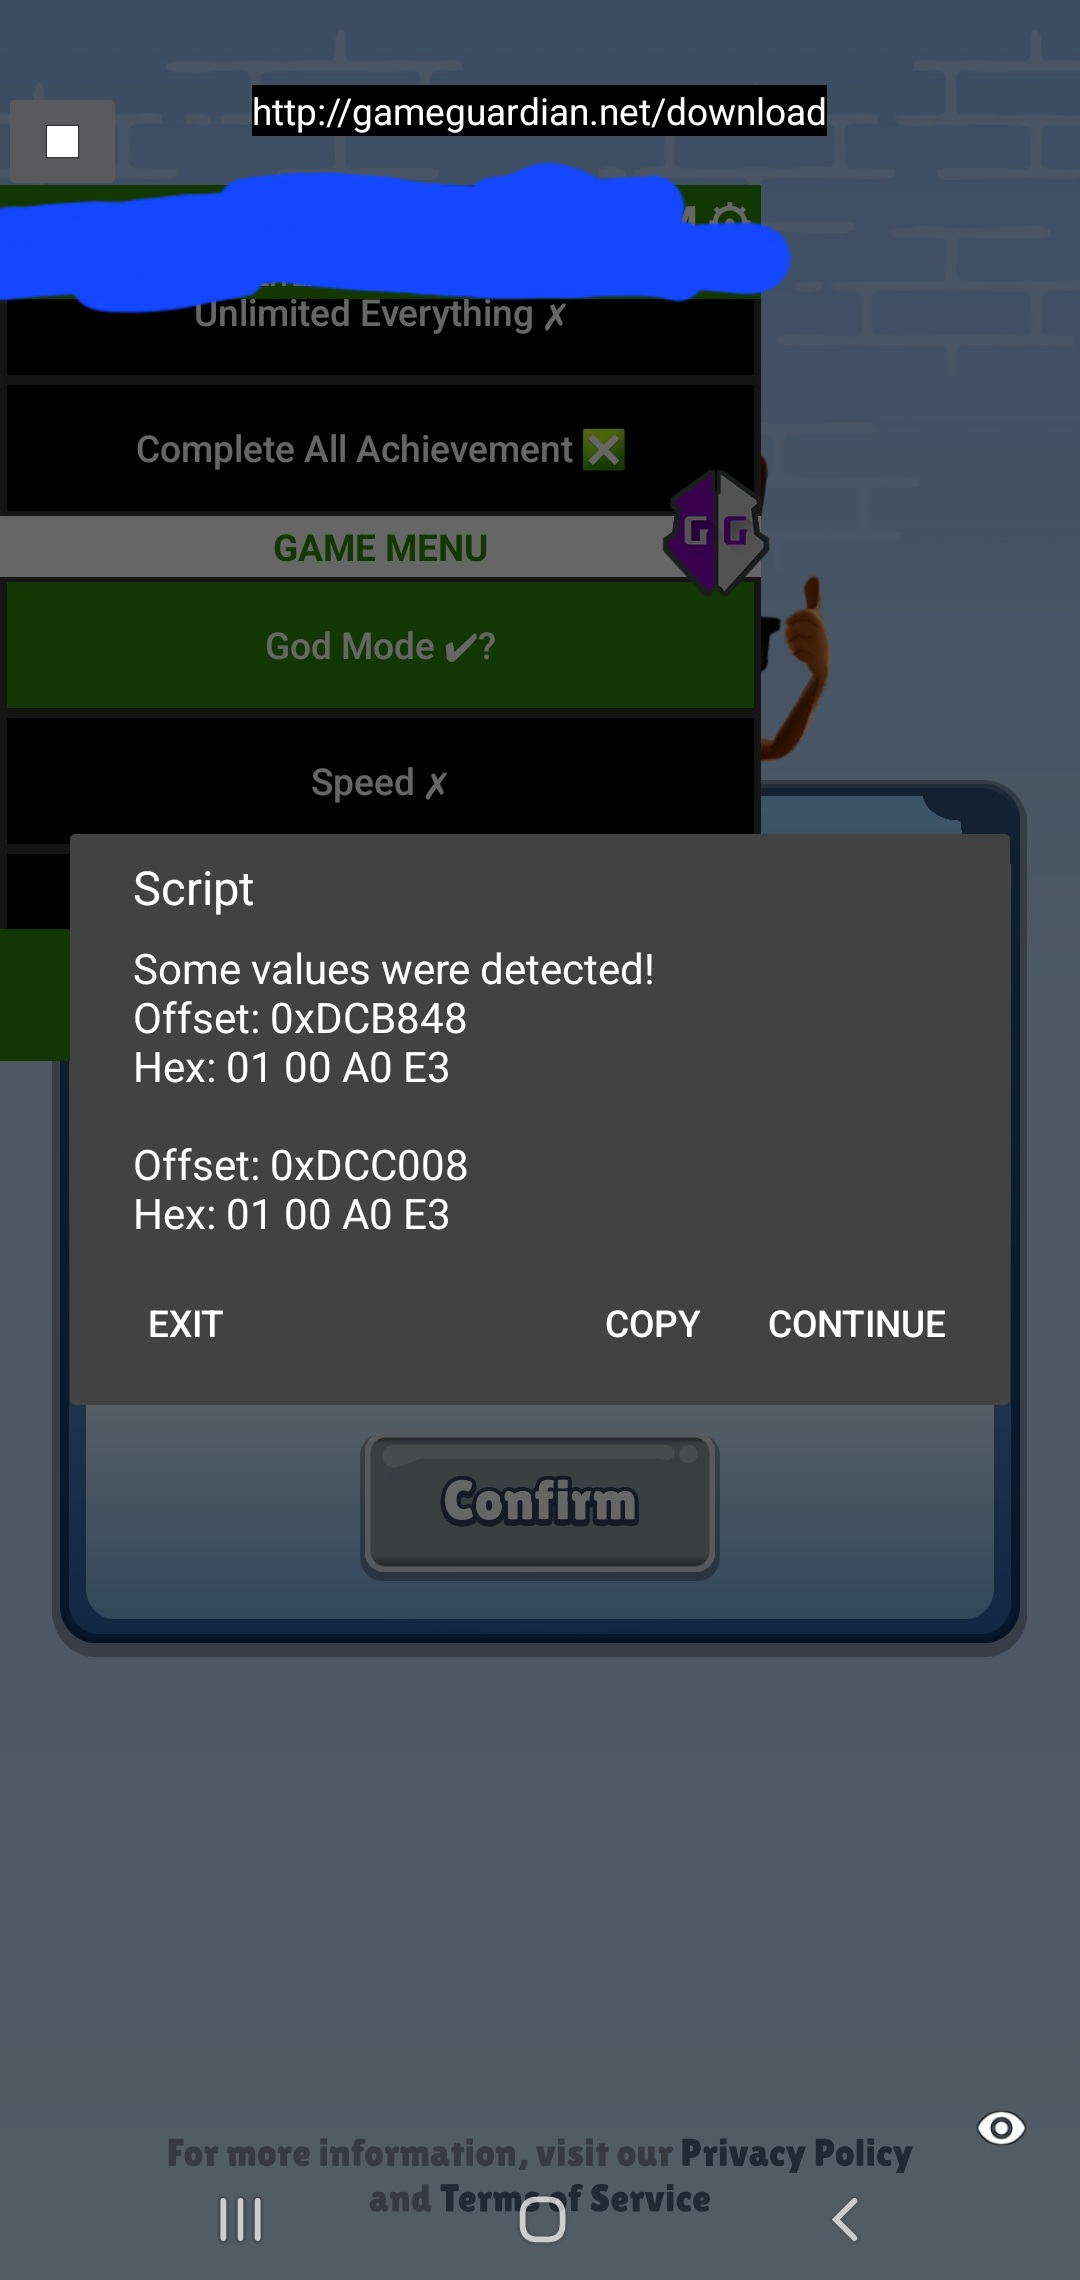 http://gameguardian.net/download
Unlimited Everything ✗
Complete All Achievement ❎
GAME MENU
G G
God Mode ✔?
Speed ✗
Script
Some values were detected!
Offset: 0xDCB848
Hex: 01 00 A0 E3
Offset: 0xDCC008
Hex: 01 00 A0 E3
EXIT COPY CONTINUE
Confirm
For more information, visit our Privacy Policy
and Terms of Service